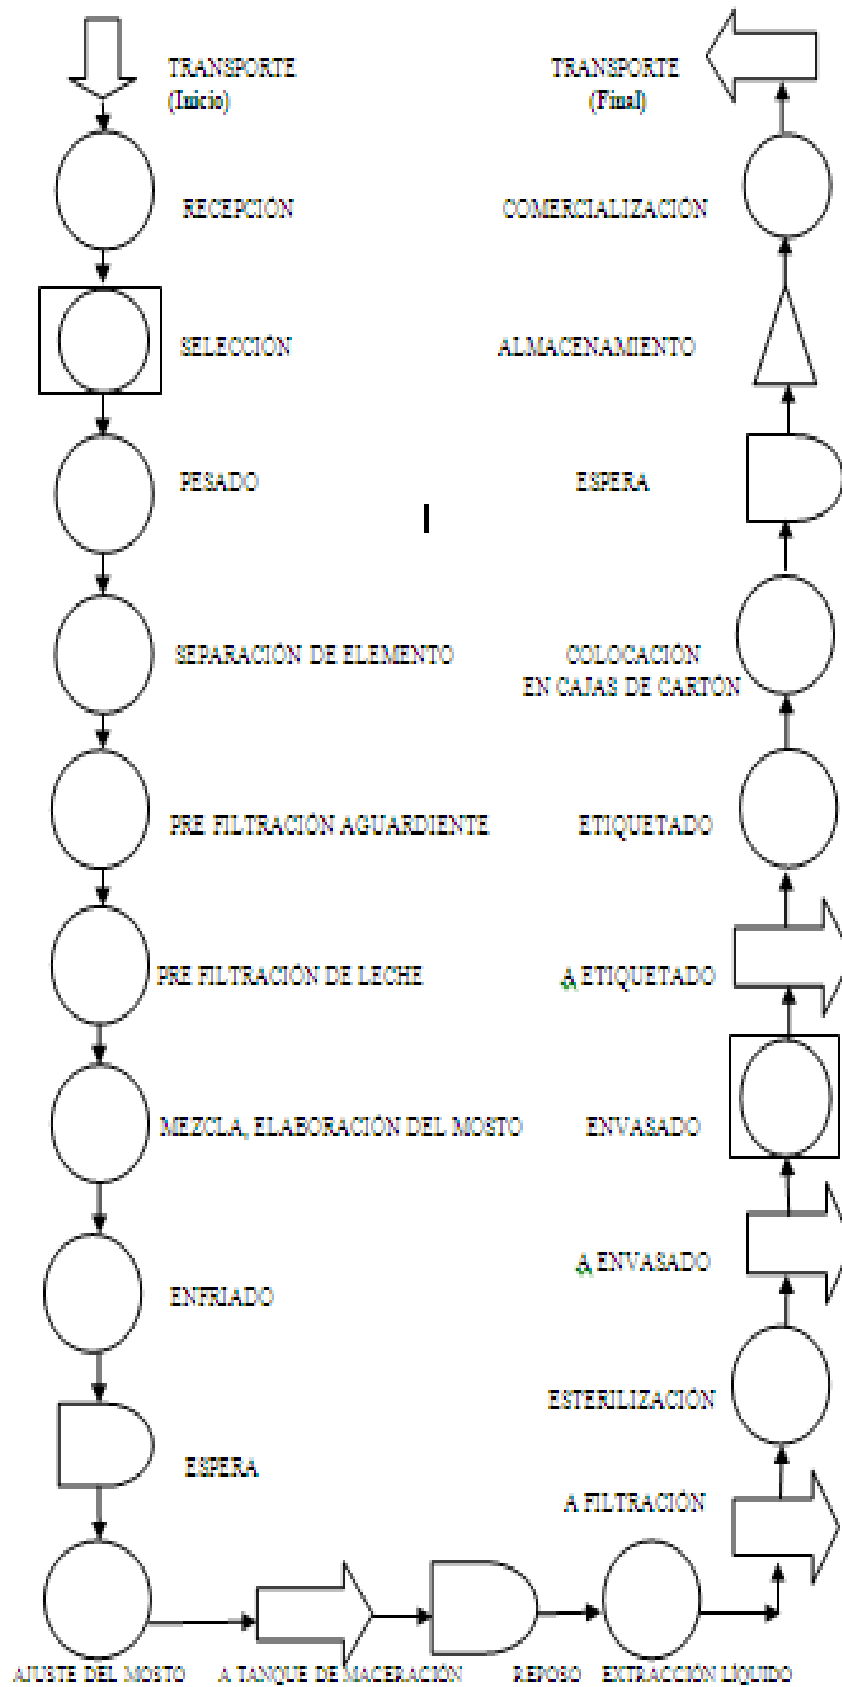 TRANSPORTE
(Inicio)
RECEPCIÓN
SELECCIÓN
PESADO
SEPARACIÓN DE ELEMENTO
PRE FILTRACIÓN AGUARDIENTE
PRE FILTRACIÓN DE LECHE
MEZCLA, ELABORACIÓN DEL MOSTO
ENFRIADO
ESPERA
AJUSTE DEL MOSTO
A TANQUE DE MACERACIÓN
REPOSO
EXTRACCIÓN LÍQUIDO
A FILTRACIÓN
ESTERILIZACIÓN
A ENVASADO
ENVASADO
A ETIQUETADO
ETIQUETADO
COLOCACIÓN
EN CAJAS DE CARTÓN
ESPERA
ALMACENAMIENTO
COMERCIALIZACIÓN
TRANSPORTE
(Final)